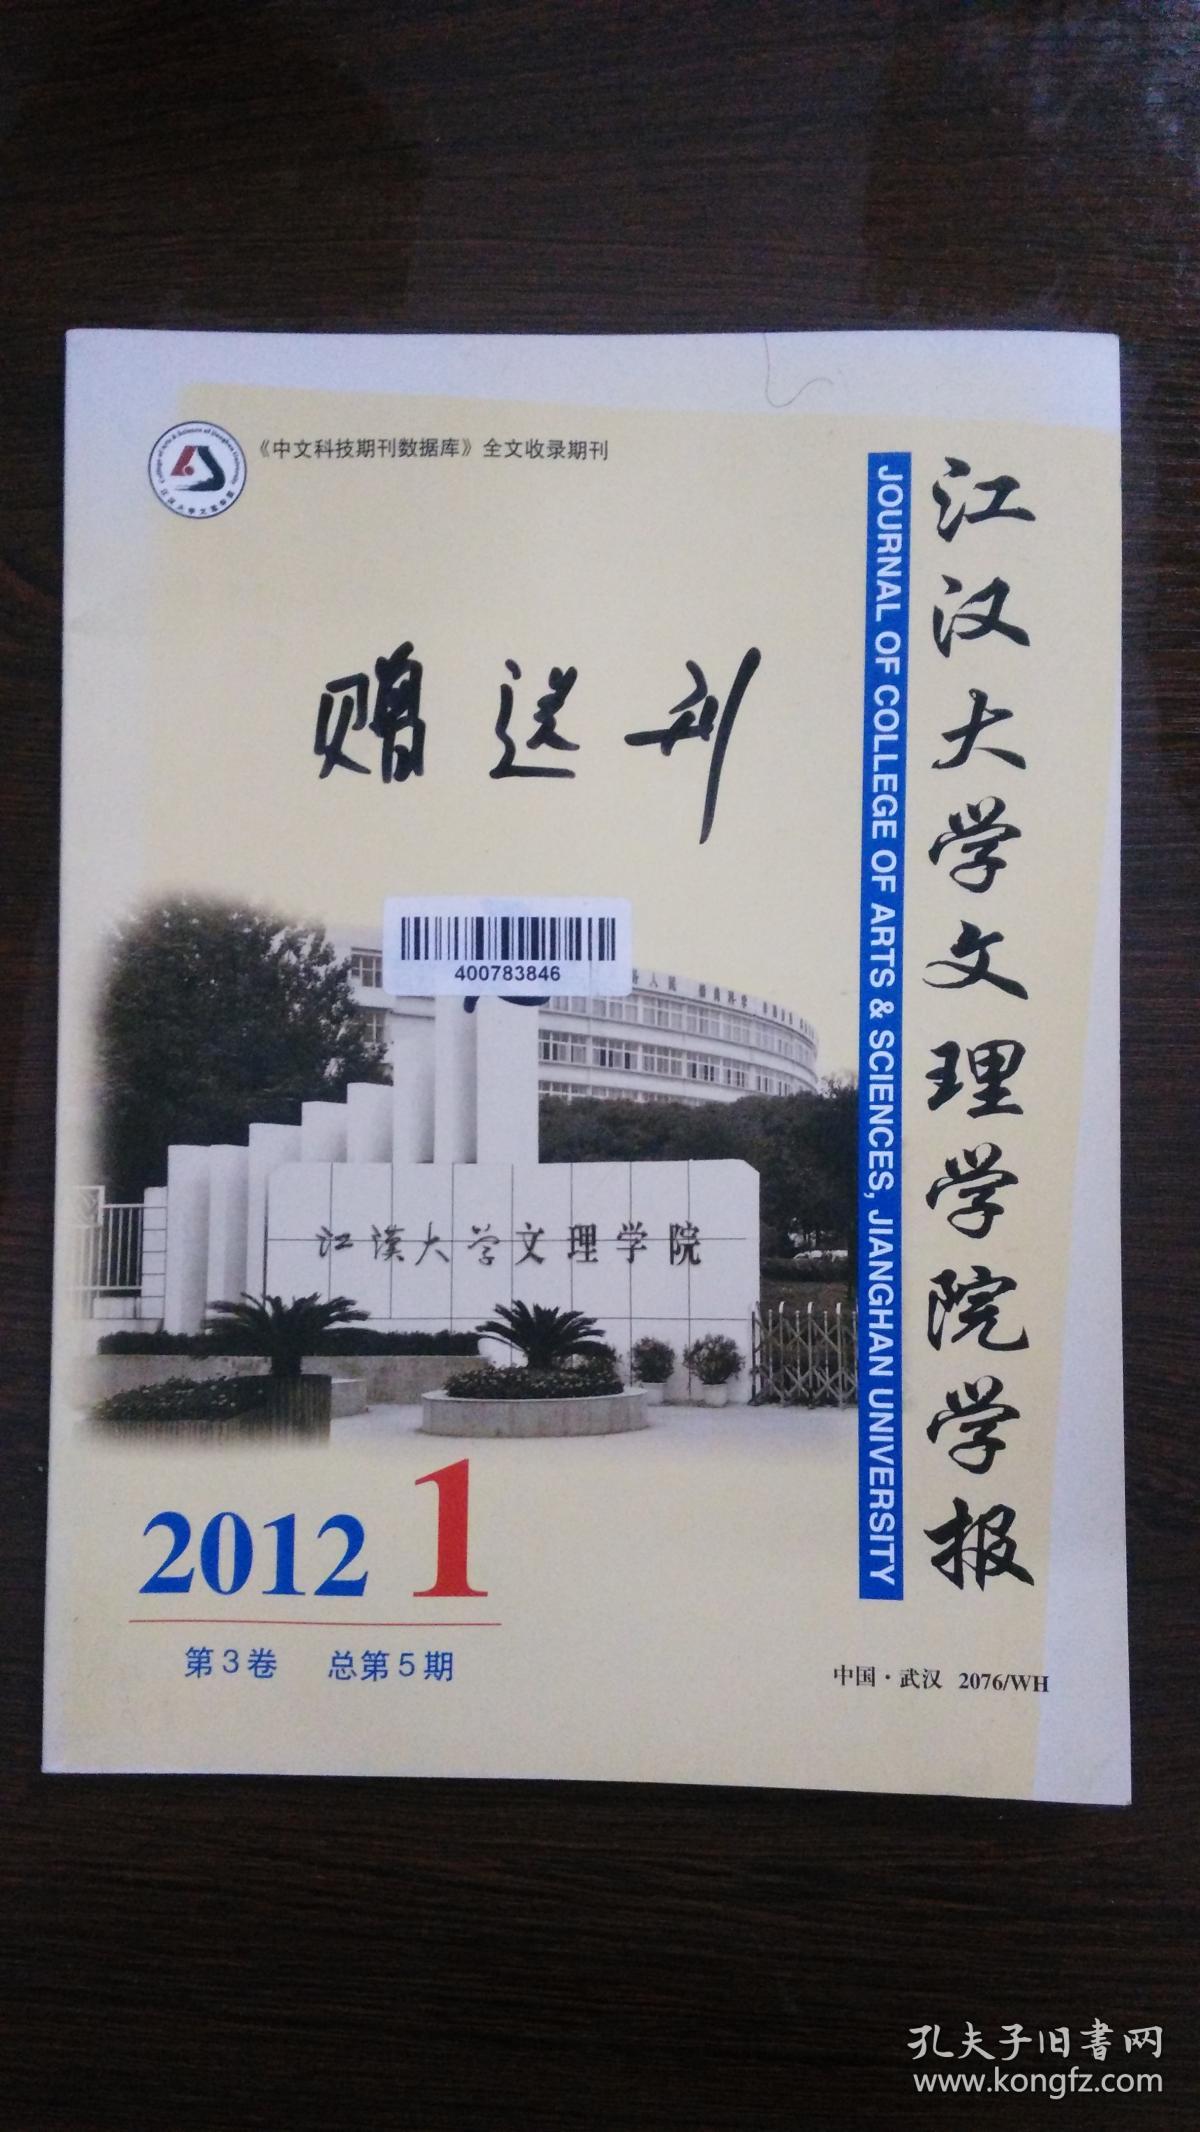 《中文科技期刊数据库》全文收录期刊
江汉大学文理学院学报
JOURNAL OF COLLEGE OF ARTS & SCIENCES, JIANGHAN UNIVERSITY
赠送刊
400783846
江漢大学文理学院
2012 1
第3卷 总第5期
中国·武汉 2076/WH
孔夫子旧書网
www.kongfz.com